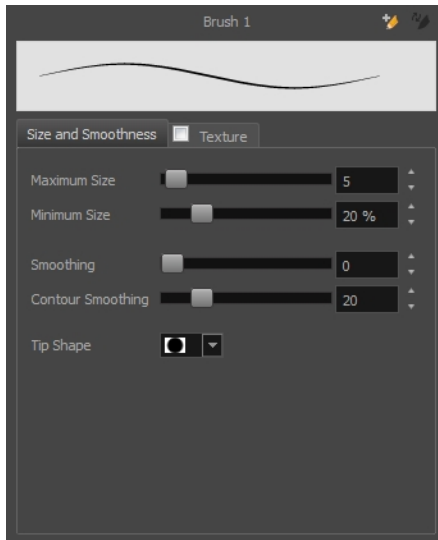 Brush 1
Size and Smoothness Texture
Maximum Size 5
Minimum Size 20 %
Smoothing 0
Contour Smoothing 20
Tip Shape